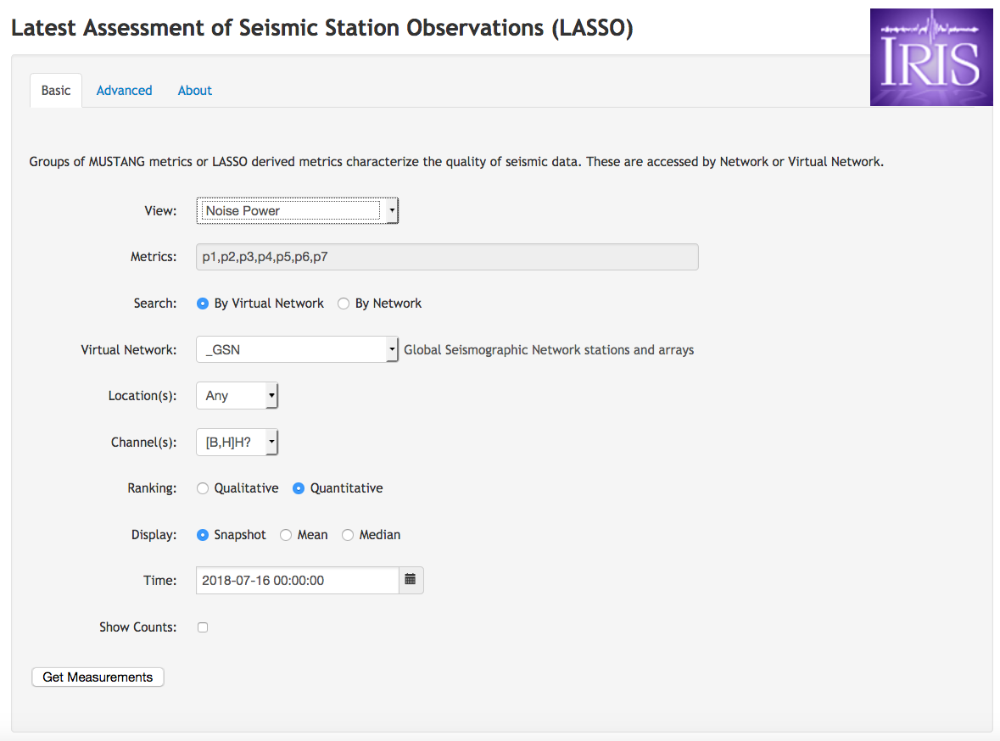 Latest Assessment of Seismic Station Observations (LASSO)
IRIS
Basic Advanced About
Groups of MUSTANG metrics or LASSO derived metrics characterize the quality of seismic data. These are accessed by Network or Virtual Network.
View: Noise Power
Metrics: p1,p2,p3,p4,p5,p6,p7
Search: By Virtual Network By Network
Virtual Network: _GSN Global Seismographic Network stations and arrays
Location(s): Any
Channel(s): [B,H]H?
Ranking: Qualitative Quantitative
Display: Snapshot Mean Median
Time: 2018-07-16 00:00:00
Show Counts:
Get Measurements